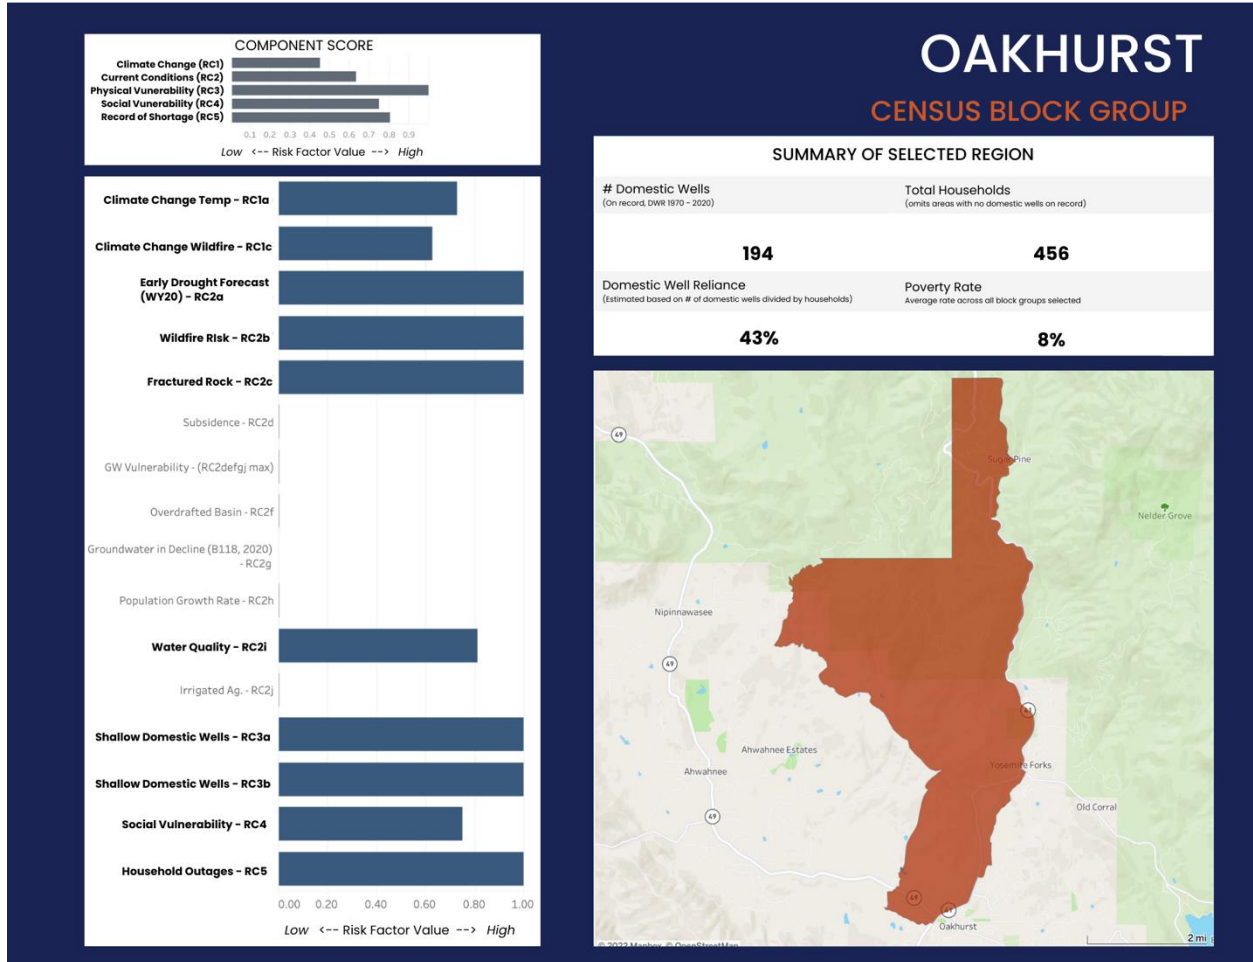 OAKHURST
CENSUS BLOCK GROUP
COMPONENT SCORE
Climate Change (RC1)
Current Conditions (RC2)
Physical Vunerability (RC3)
Social Vunerability (RC4)
Record of Shortage (RC5)
0.1 0.2 0.3 0.4 0.5 0.6 0.7 0.8 0.9
Low <-- Risk Factor Value --> High
Climate Change Temp - RC1a
Climate Change Wildfire - RC1c
Early Drought Forecast
(WY20) - RC2a
Wildfire RIsk - RC2b
Fractured Rock - RC2c
Subsidence - RC2d
GW Vulnerability - (RC2defgj max)
Overdrafted Basin - RC2f
Groundwater in Decline (B118, 2020)
- RC2g
Population Growth Rate - RC2h
Water Quality - RC2i
Irrigated Ag. - RC2j
Shallow Domestic Wells - RC3a
Shallow Domestic Wells - RC3b
Social Vulnerability - RC4
Household Outages - RC5
0.00 0.20 0.40 0.60 0.80 1.00
Low <-- Risk Factor Value --> High
SUMMARY OF SELECTED REGION
# Domestic Wells
(On record, DWR 1970 - 2020)
194
Total Households
(omits areas with no domestic wells on record)
456
Domestic Well Reliance
(Estimated based on # of domestic wells divided by households)
43%
Poverty Rate
Average rate across all block groups selected
8%
49
Sugar Pine
Nelder Grove
Nipinnawasee
49
41
Ahwahnee Estates
Yosemite Forks
Ahwahnee
Old Corral
49
49
41
Oakhurst
2 mi
© 2022 Mapbox © OpenStreetMap